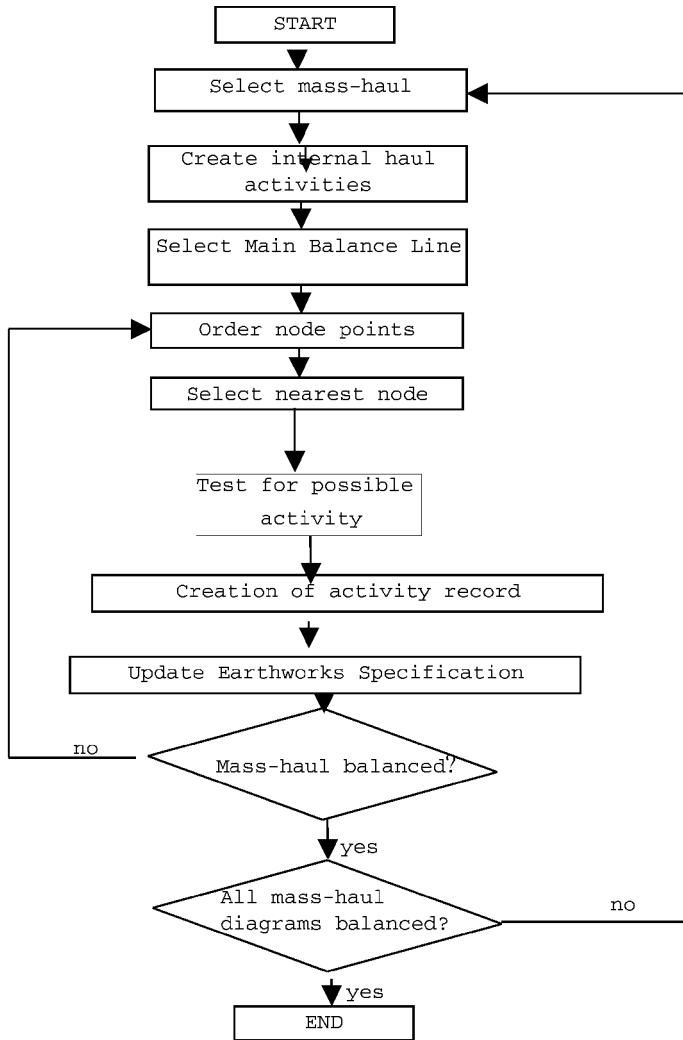 START
Select mass-haul
Create internal haul
activities
Select Main Balance Line
Order node points
Select nearest node
Test for possible
activity
Creation of activity record
Update Earthworks Specification
no
Mass-haul balanced?
yes
All mass-haul
diagrams balanced?
no
yes
END